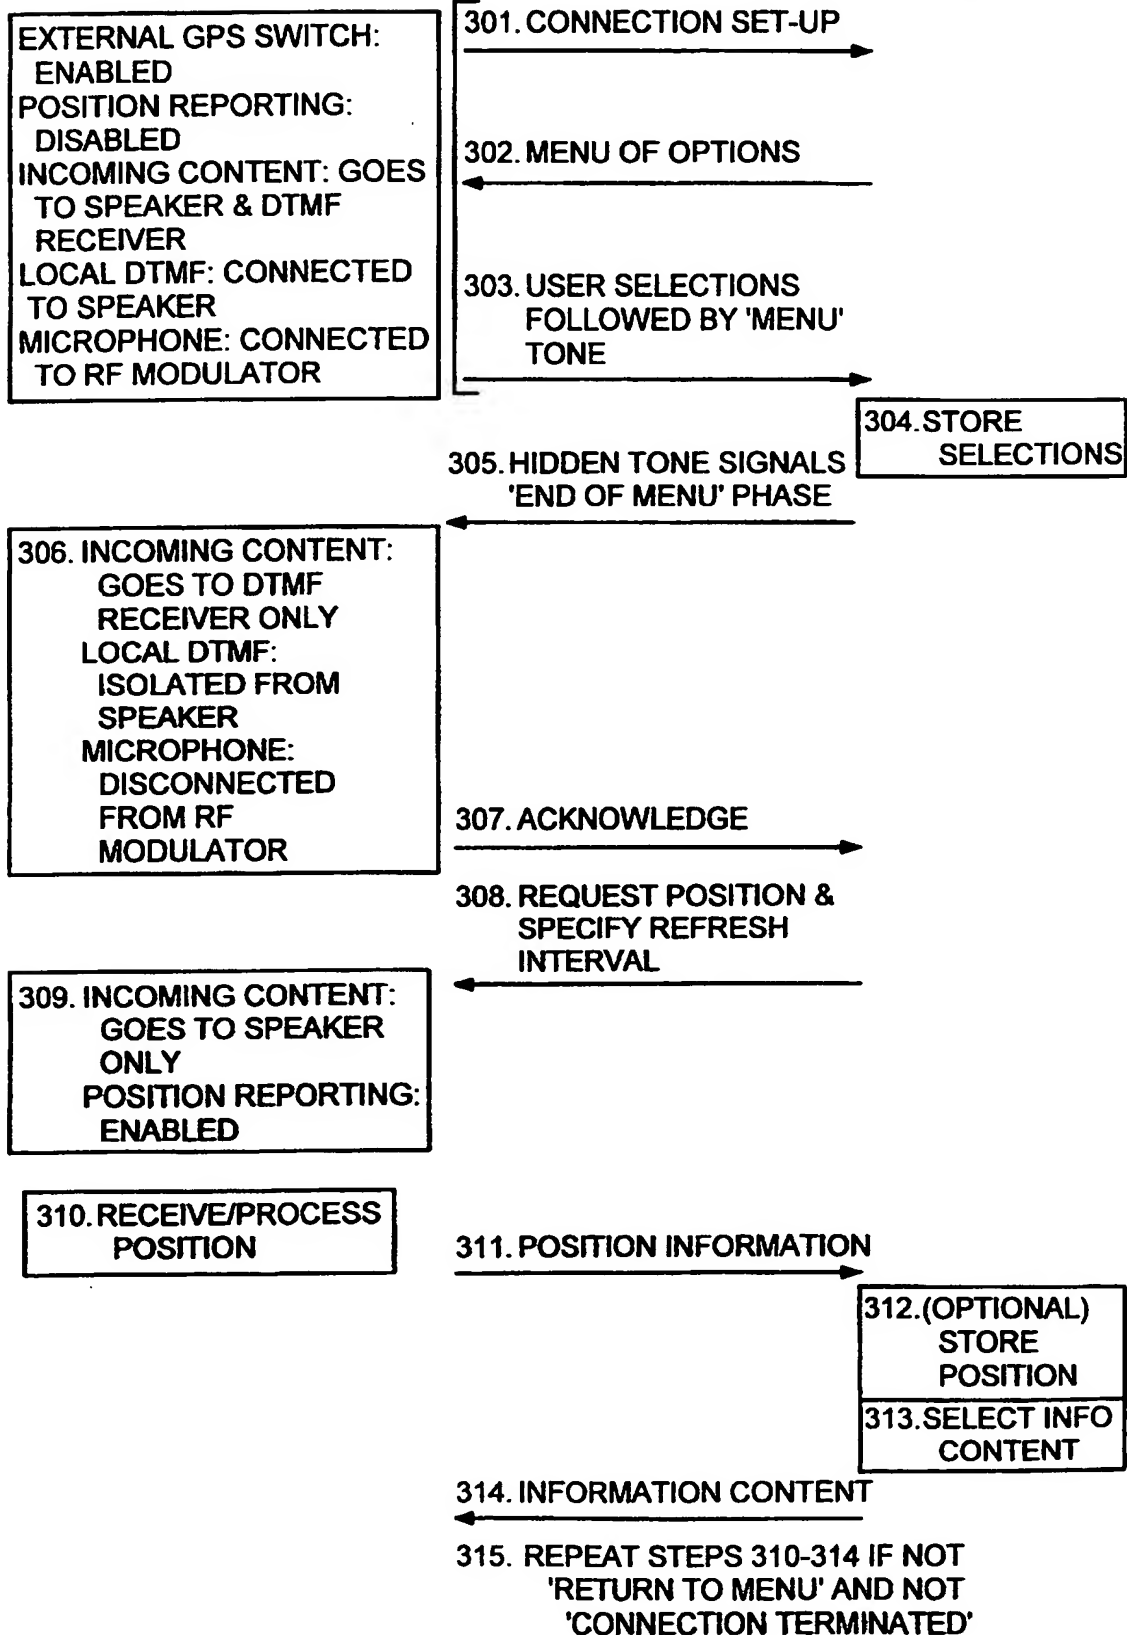 EXTERNAL GPS SWITCH:
ENABLED
POSITION REPORTING:
DISABLED
INCOMING CONTENT: GOES
TO SPEAKER & DTMF
RECEIVER
LOCAL DTMF: CONNECTED
TO SPEAKER
MICROPHONE: CONNECTED
TO RF MODULATOR
301. CONNECTION SET-UP
302. MENU OF OPTIONS
303. USER SELECTIONS
FOLLOWED BY 'MENU'
TONE
304. STORE
SELECTIONS
305. HIDDEN TONE SIGNALS
'END OF MENU' PHASE
306. INCOMING CONTENT:
GOES TO DTMF
RECEIVER ONLY
LOCAL DTMF:
ISOLATED FROM
SPEAKER
MICROPHONE:
DISCONNECTED
FROM RF
MODULATOR
307. ACKNOWLEDGE
308. REQUEST POSITION &
SPECIFY REFRESH
INTERVAL
309. INCOMING CONTENT:
GOES TO SPEAKER
ONLY
POSITION REPORTING:
ENABLED
310. RECEIVE/PROCESS
POSITION
311. POSITION INFORMATION
312. (OPTIONAL)
STORE
POSITION
313. SELECT INFO
CONTENT
314. INFORMATION CONTENT
315. REPEAT STEPS 310-314 IF NOT
'RETURN TO MENU' AND NOT
'CONNECTION TERMINATED'